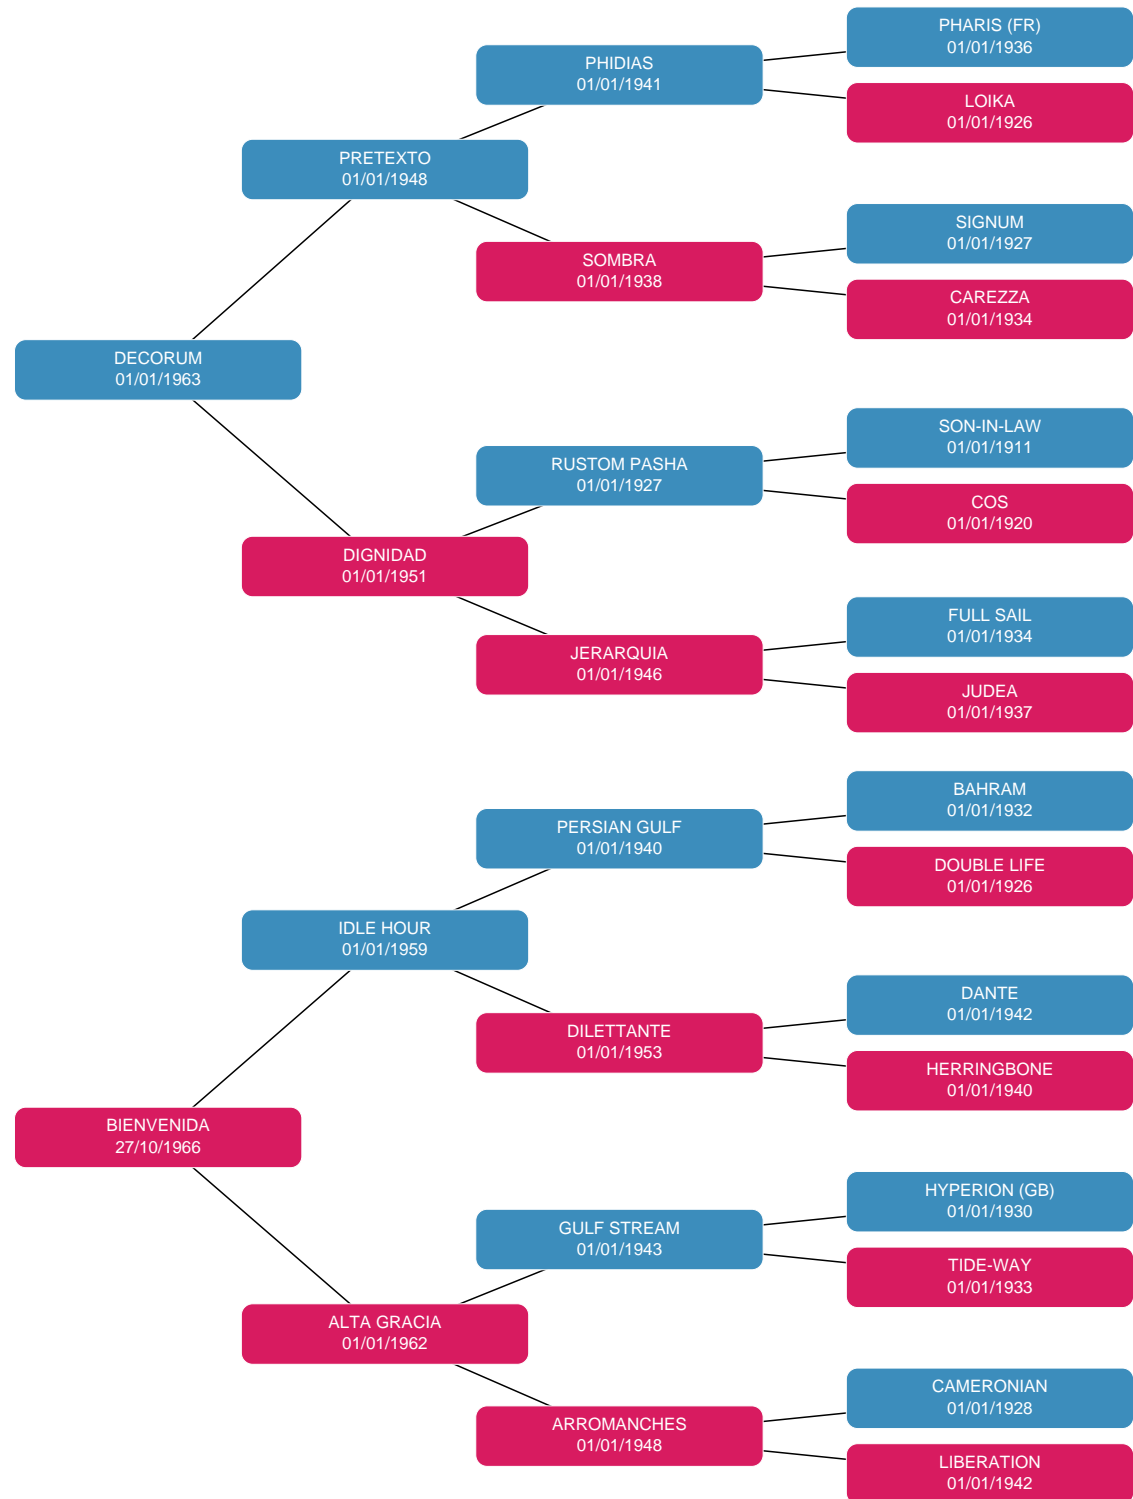 PHARIS (FR)
01/01/1936
PHIDIAS
01/01/1941
LOIKA
01/01/1926
PRETEXTO
01/01/1948
SIGNUM
01/01/1927
SOMBRA
01/01/1938
CAREZZA
01/01/1934
DECORUM
01/01/1963
SON-IN-LAW
01/01/1911
RUSTOM PASHA
01/01/1927
COS
01/01/1920
DIGNIDAD
01/01/1951
FULL SAIL
01/01/1934
JERARQUIA
01/01/1946
JUDEA
01/01/1937
BAHRAM
01/01/1932
PERSIAN GULF
01/01/1940
DOUBLE LIFE
01/01/1926
IDLE HOUR
01/01/1959
DANTE
01/01/1942
DILETTANTE
01/01/1953
HERRINGBONE
01/01/1940
BIENVENIDA
27/10/1966
HYPERION (GB)
01/01/1930
GULF STREAM
01/01/1943
TIDE-WAY
01/01/1933
ALTA GRACIA
01/01/1962
CAMERONIAN
01/01/1928
ARROMANCHES
01/01/1948
LIBERATION
01/01/1942